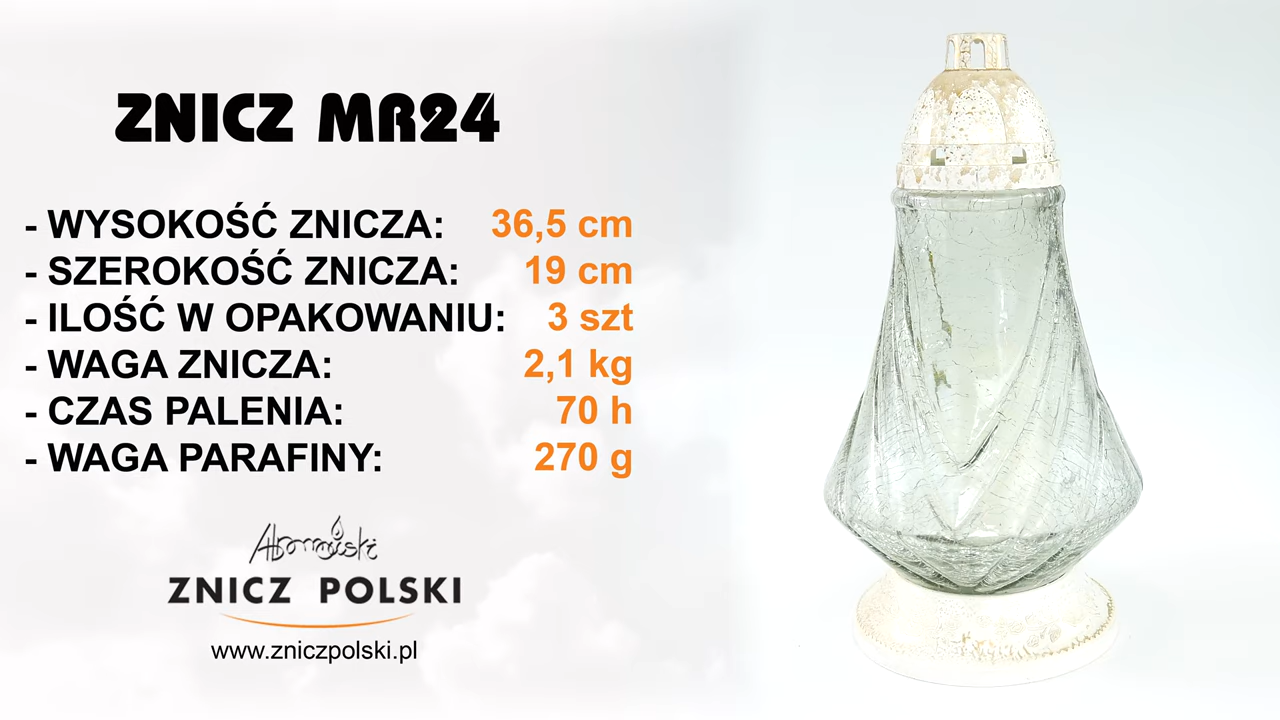 ZNICZ MR24
- WYSOKOŚĆ ZNICZA: 36,5 cm
- SZEROKOŚĆ ZNICZA: 19 cm
- ILOŚĆ W OPAKOWANIU: 3 szt
- WAGA ZNICZA: 2,1 kg
- CZAS PALENIA: 70 h
- WAGA PARAFINY: 270 g
ZNICZ POLSKI
www.zniczpolski.pl